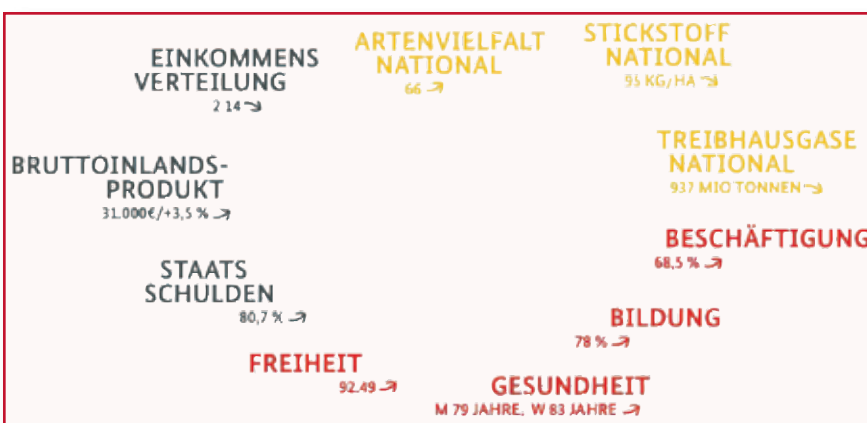 EINKOMMENS
VERTEILUNG
2 14
ARTENVIELFALT
NATIONAL
66
STICKSTOFF
NATIONAL
95 KG/HA
TREIBHAUSGASE
NATIONAL
937 MIO TONNEN
BRUTTOINLANDS-
PRODUKT
31.000€/+3,5 %
BESCHÄFTIGUNG
68,5 %
STAATS
SCHULDEN
80,7 %
BILDUNG
78 %
FREIHEIT
92.49
GESUNDHEIT
M 79 JAHRE, W 83 JAHRE